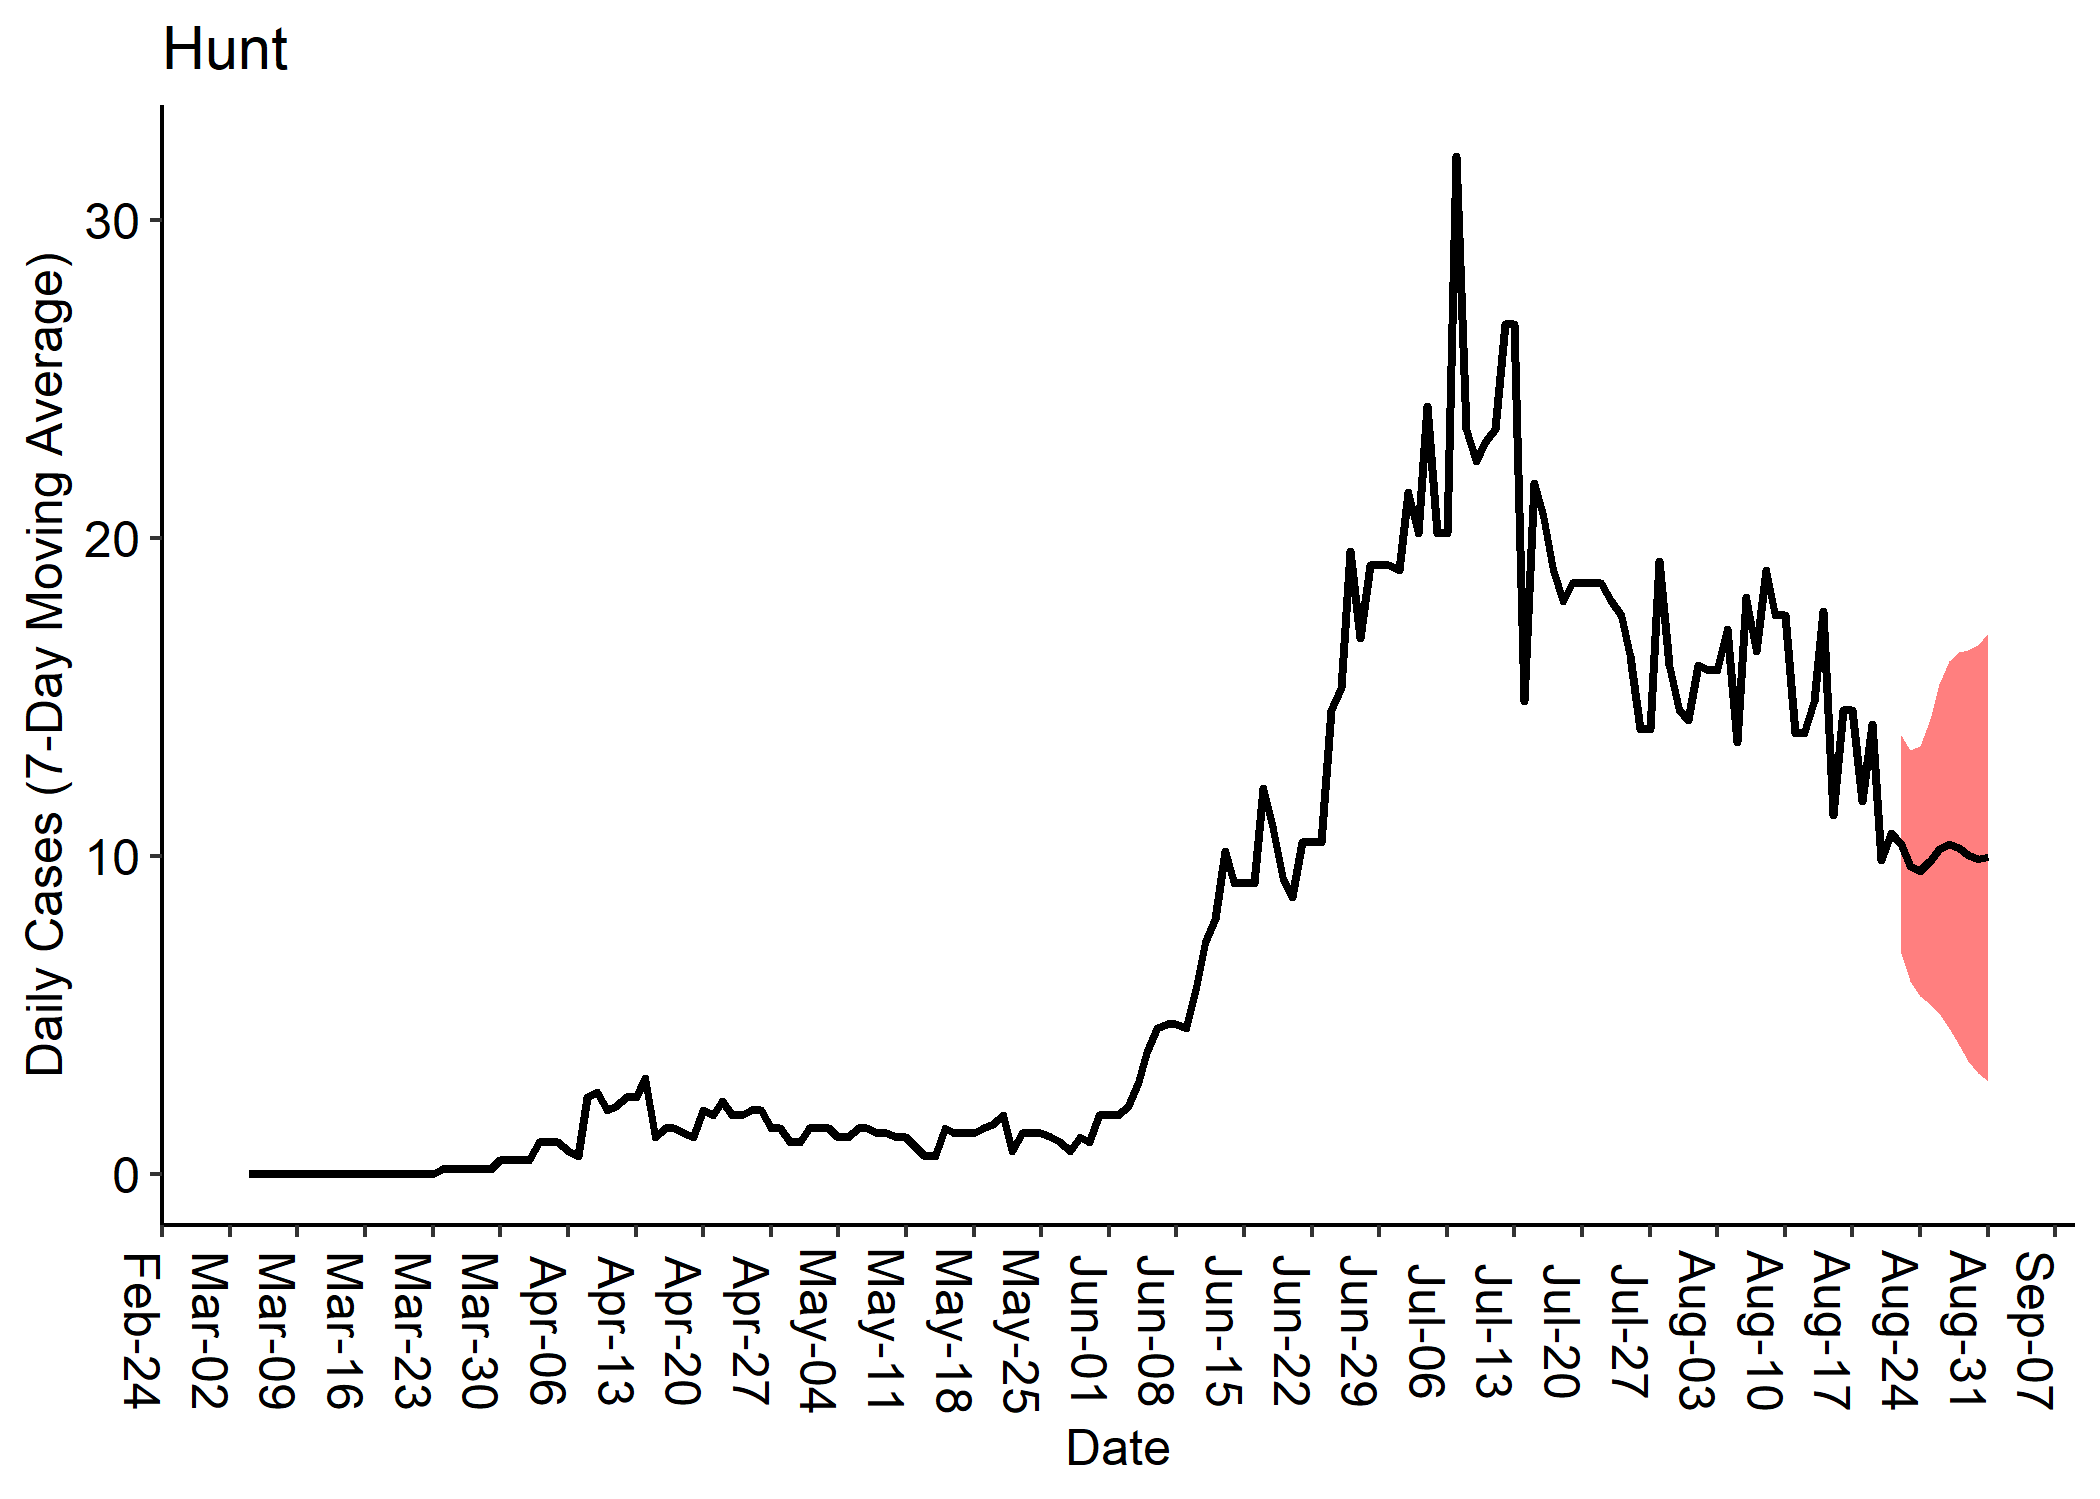 Hunt
Daily Cases (7-Day Moving Average)
30
20
10
0
Feb-24
Mar-02
Mar-09
Mar-16
Mar-23
Mar-30
Apr-06
Apr-13
Apr-20
Apr-27
May-04
May-11
May-18
May-25
Jun-01
Jun-08
Jun-15
Jun-22
Jun-29
Jul-06
Jul-13
Jul-20
Jul-27
Aug-03
Aug-10
Aug-17
Aug-24
Aug-31
Sep-07
Date